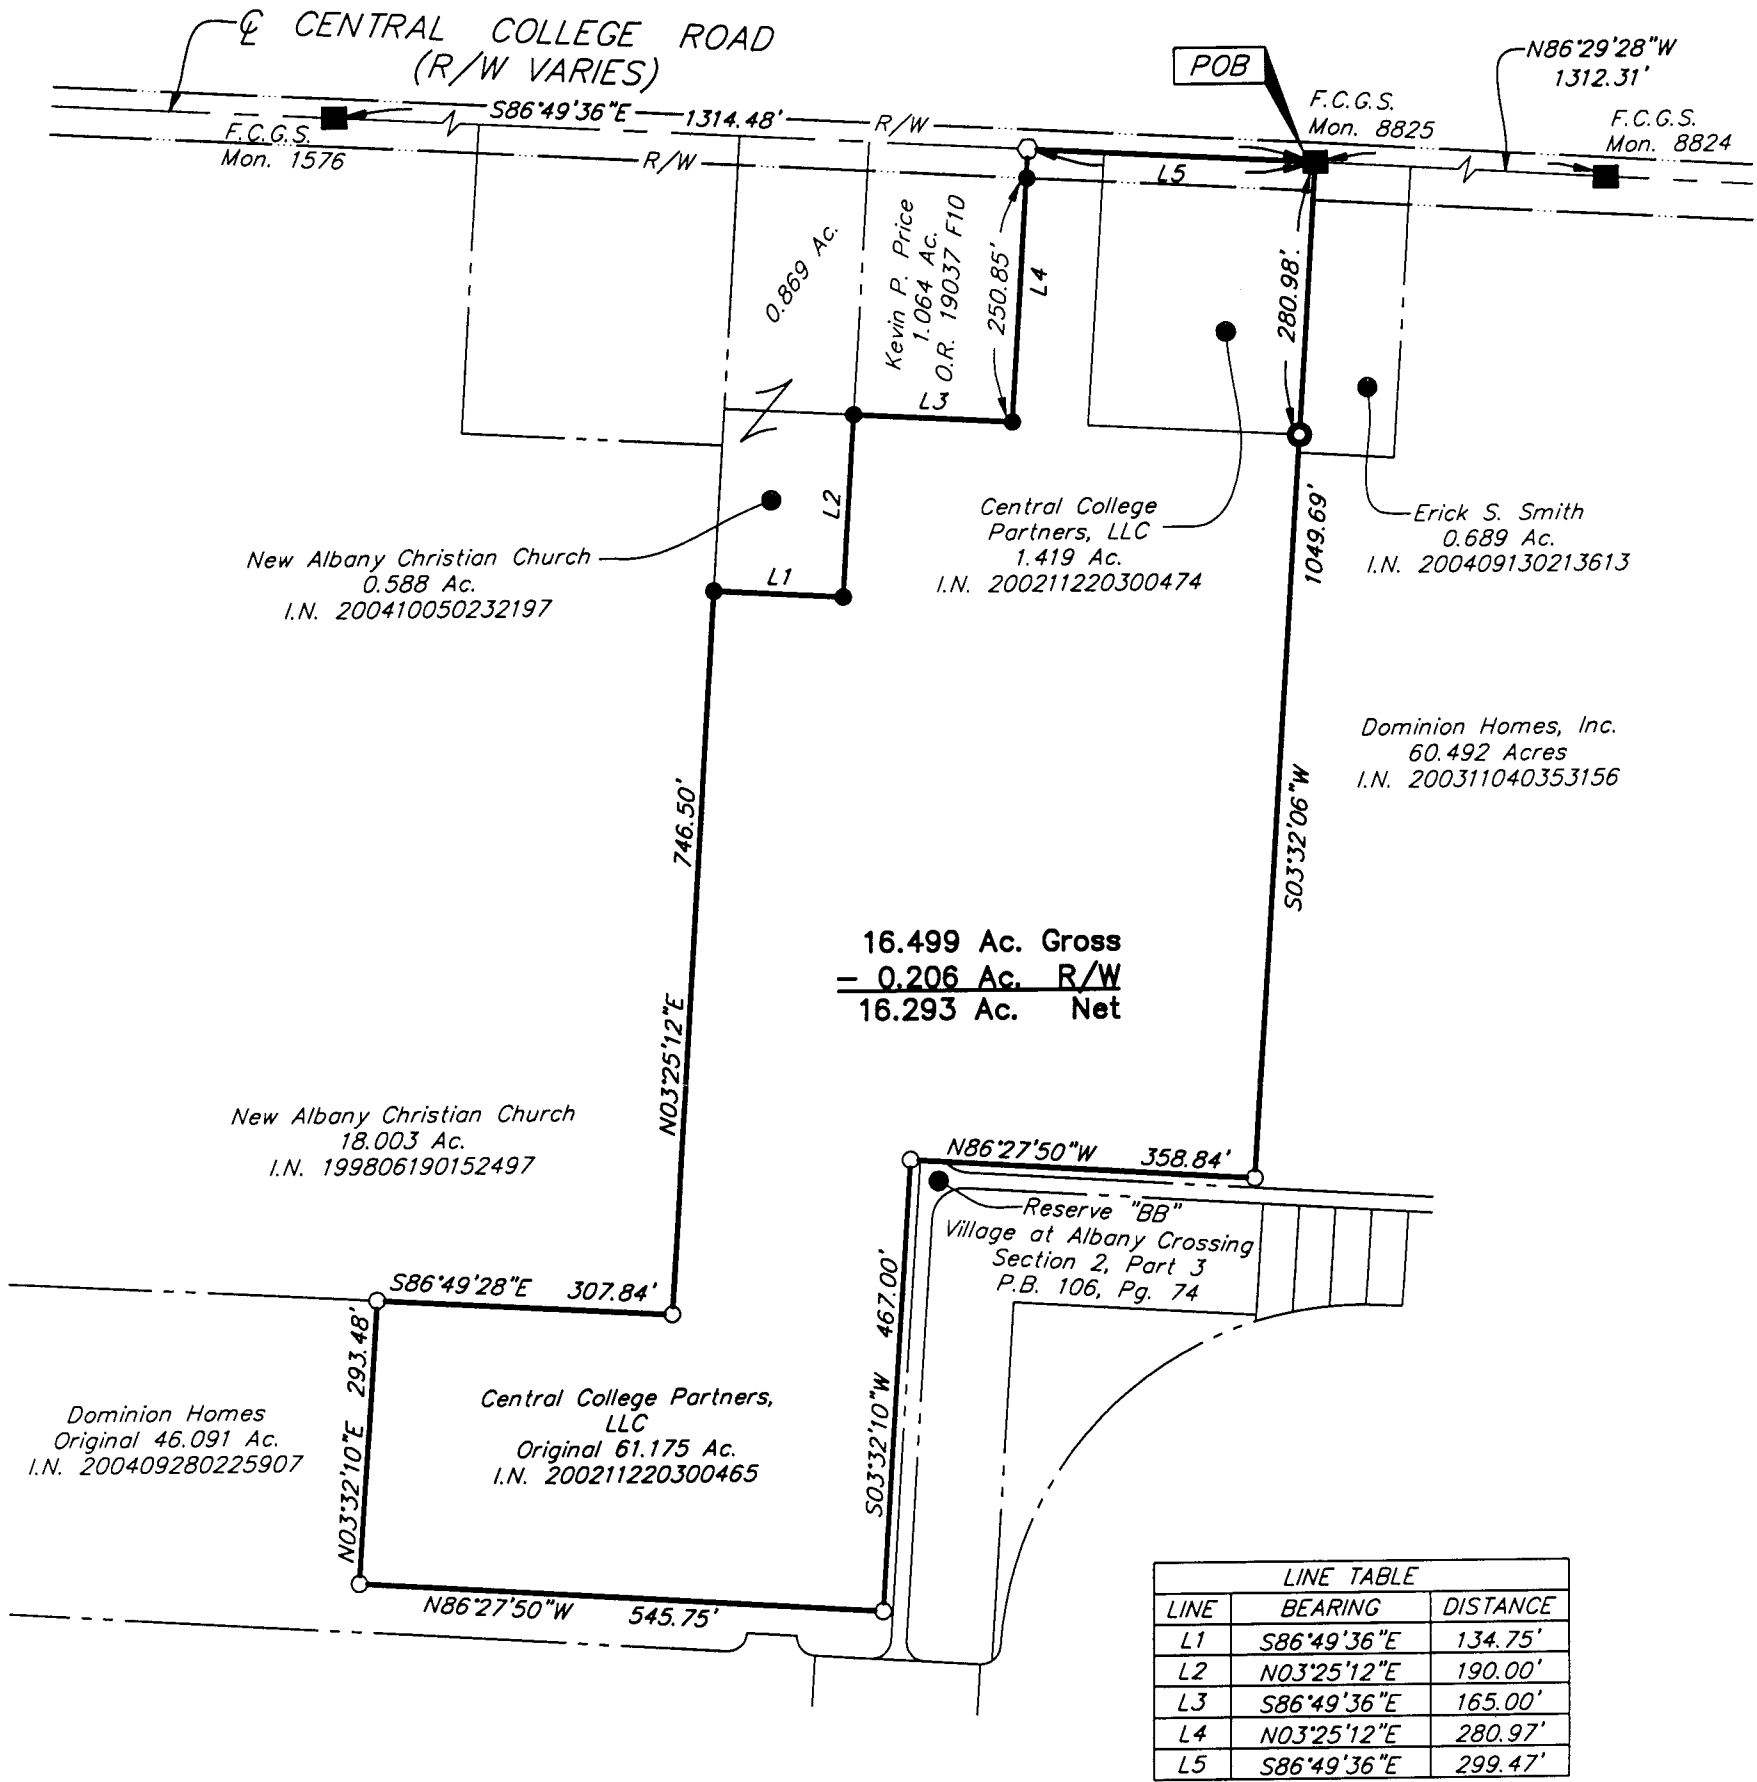 ℄ CENTRAL COLLEGE ROAD
(R/W VARIES)
POB
N86°29'28"W
1312.31'
S86°49'36"E
1314.48'
R/W
R/W
F.C.G.S.
Mon. 1576
F.C.G.S.
Mon. 8825
F.C.G.S.
Mon. 8824
L5
0.869 Ac.
Kevin P. Price
1.064 Ac.
O.R. 19037 F10
250.85'
L4
280.98'
L3
L2
L1
New Albany Christian Church
0.588 Ac.
I.N. 200410050232197
Central College
Partners, LLC
1.419 Ac.
I.N. 200211220300474
1049.69'
Erick S. Smith
0.689 Ac.
I.N. 200409130213613
Dominion Homes, Inc.
60.492 Acres
I.N. 200311040353156
746.50'
S03°32'06"W
16.499 Ac. Gross
- 0.206 Ac. R/W
16.293 Ac. Net
N03°25'12"E
New Albany Christian Church
18.003 Ac.
I.N. 199806190152497
N86°27'50"W 358.84'
Reserve "BB"
Village at Albany Crossing
Section 2, Part 3
P.B. 106, Pg. 74
467.00'
S03°32'10"W
S86°49'28"E 307.84'
293.48'
N03°32'10"E
Dominion Homes
Original 46.091 Ac.
I.N. 200409280225907
Central College Partners,
LLC
Original 61.175 Ac.
I.N. 200211220300465
N86°27'50"W 545.75'
LINE TABLE
LINE BEARING DISTANCE
L1 S86°49'36"E 134.75'
L2 N03°25'12"E 190.00'
L3 S86°49'36"E 165.00'
L4 N03°25'12"E 280.97'
L5 S86°49'36"E 299.47'